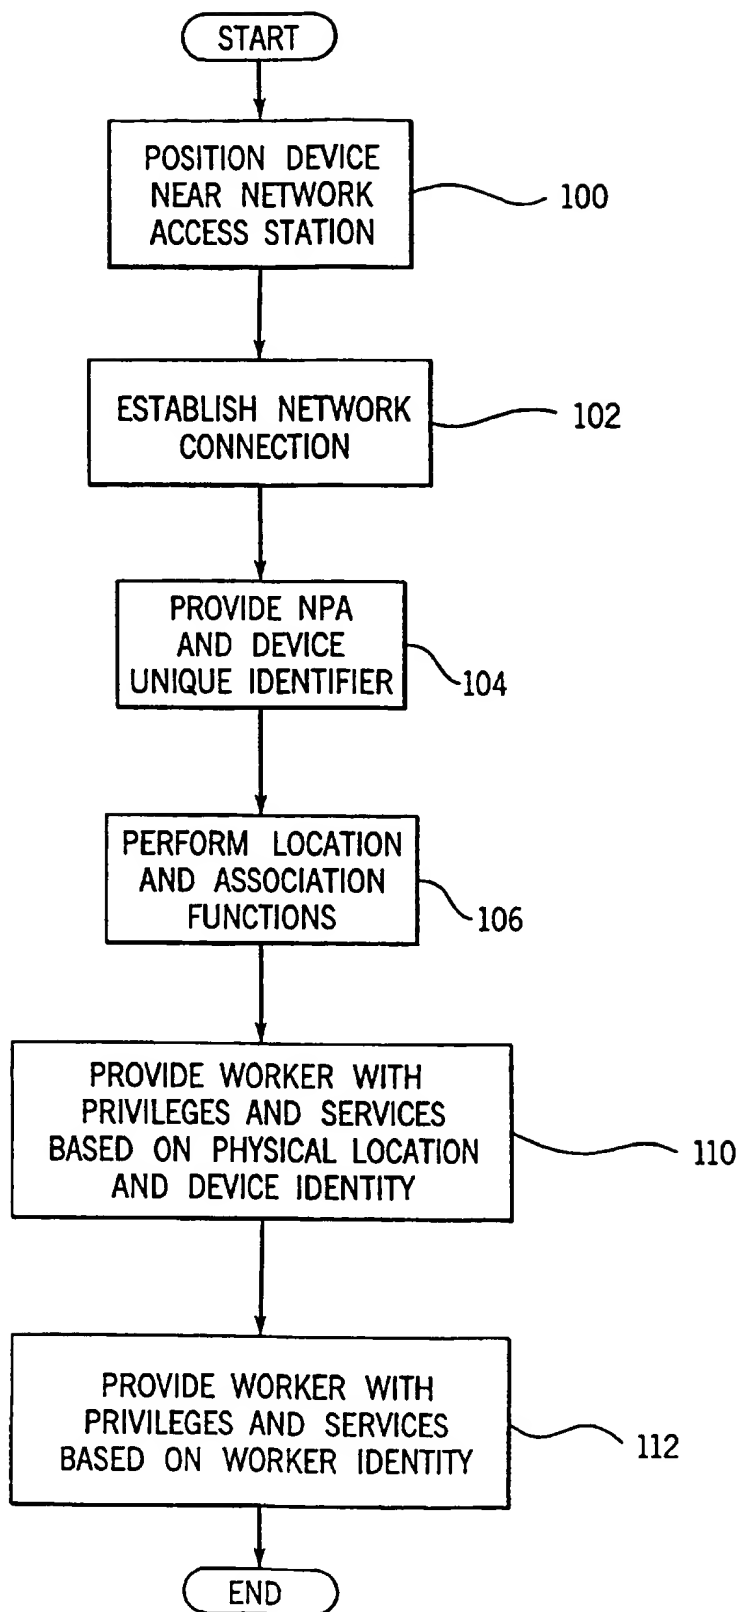 START
POSITION DEVICE
NEAR NETWORK
ACCESS STATION
100
ESTABLISH NETWORK
CONNECTION
102
PROVIDE NPA
AND DEVICE
UNIQUE IDENTIFIER
104
PERFORM LOCATION
AND ASSOCIATION
FUNCTIONS
106
PROVIDE WORKER WITH
PRIVILEGES AND SERVICES
BASED ON PHYSICAL LOCATION
AND DEVICE IDENTITY
110
PROVIDE WORKER WITH
PRIVILEGES AND SERVICES
BASED ON WORKER IDENTITY
112
END